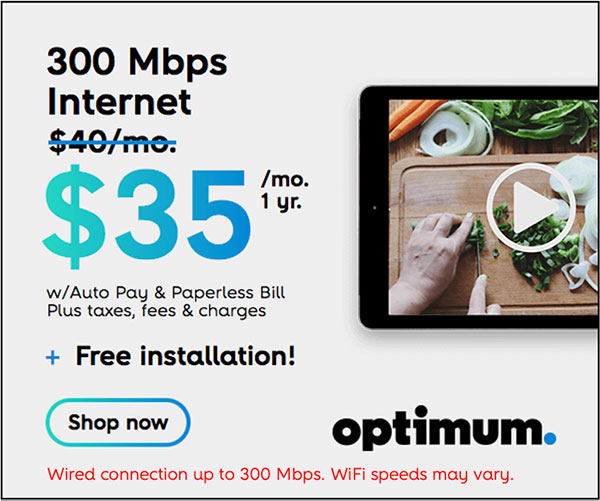 300 Mbps
Internet
$40/mo.
$35 /mo.
1 yr.
w/Auto Pay & Paperless Bill
Plus taxes, fees & charges
+ Free installation!
Shop now
optimum.
Wired connection up to 300 Mbps. WiFi speeds may vary.